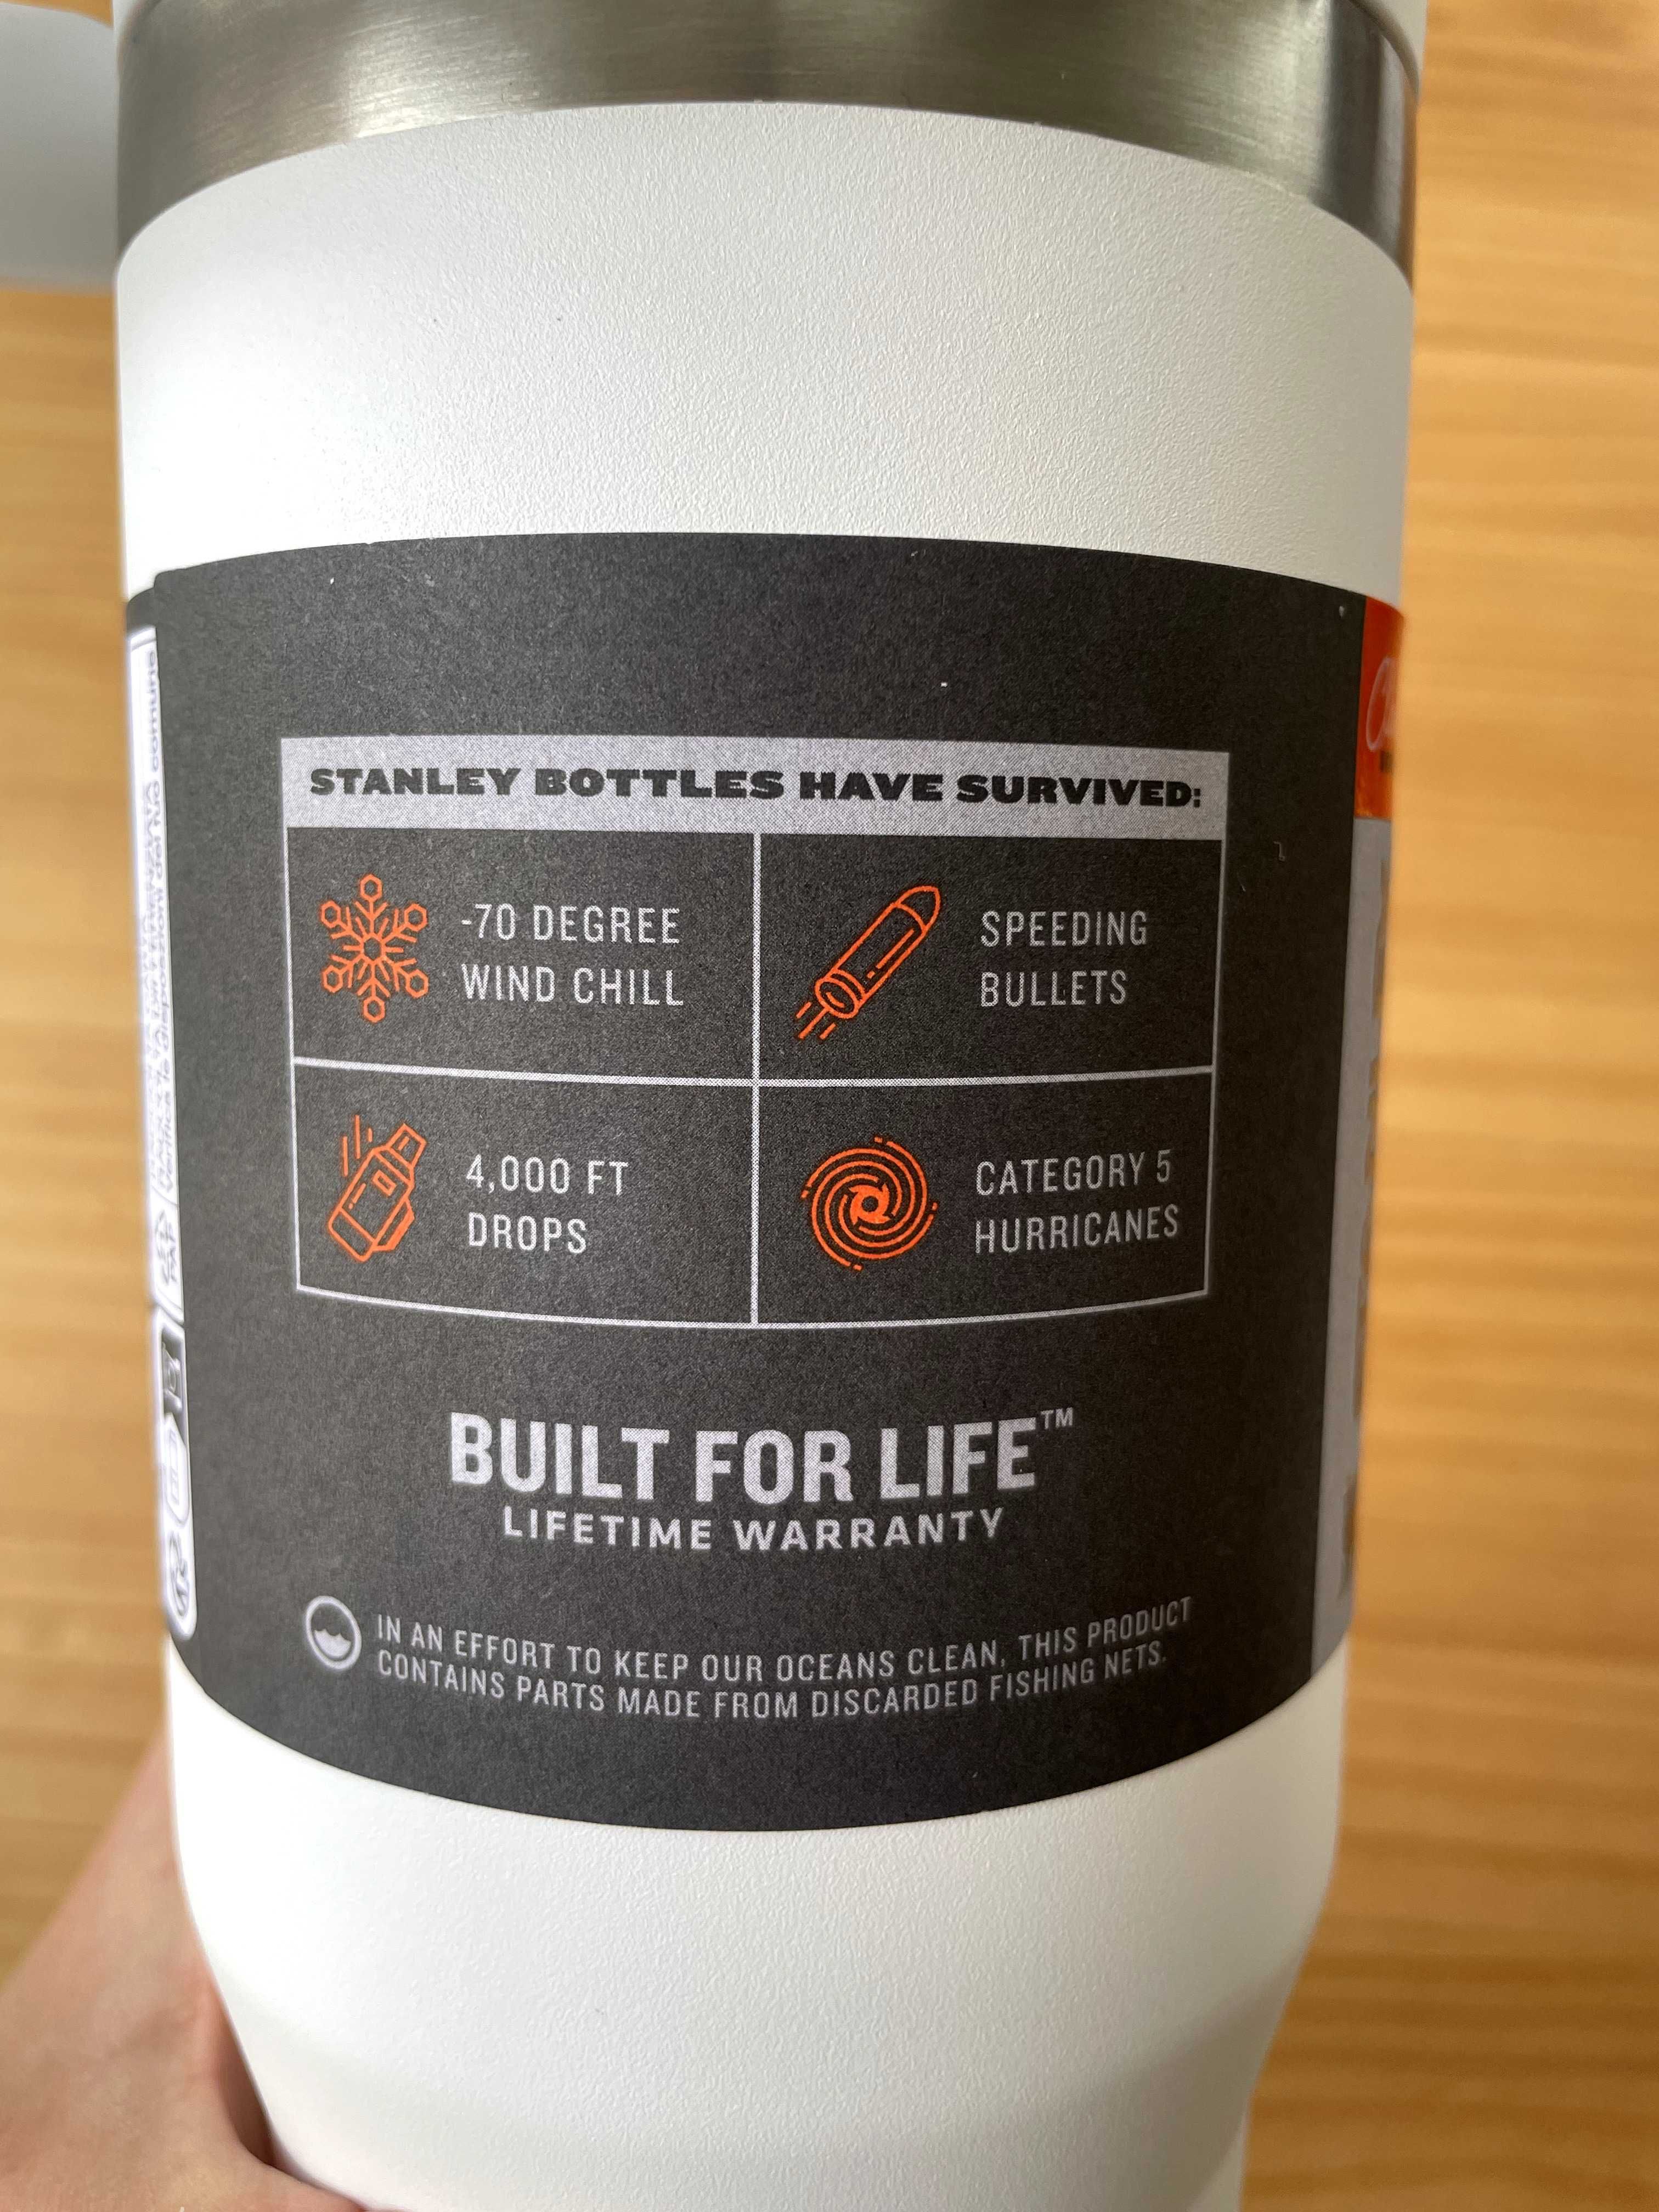 STANLEY BOTTLES HAVE SURVIVED:
-70 DEGREE
WIND CHILL
SPEEDING
BULLETS
4,000 FT
DROPS
CATEGORY 5
HURRICANES
BUILT FOR LIFE™
LIFETIME WARRANTY
IN AN EFFORT TO KEEP OUR OCEANS CLEAN, THIS PRODUCT
CONTAINS PARTS MADE FROM DISCARDED FISHING NETS.